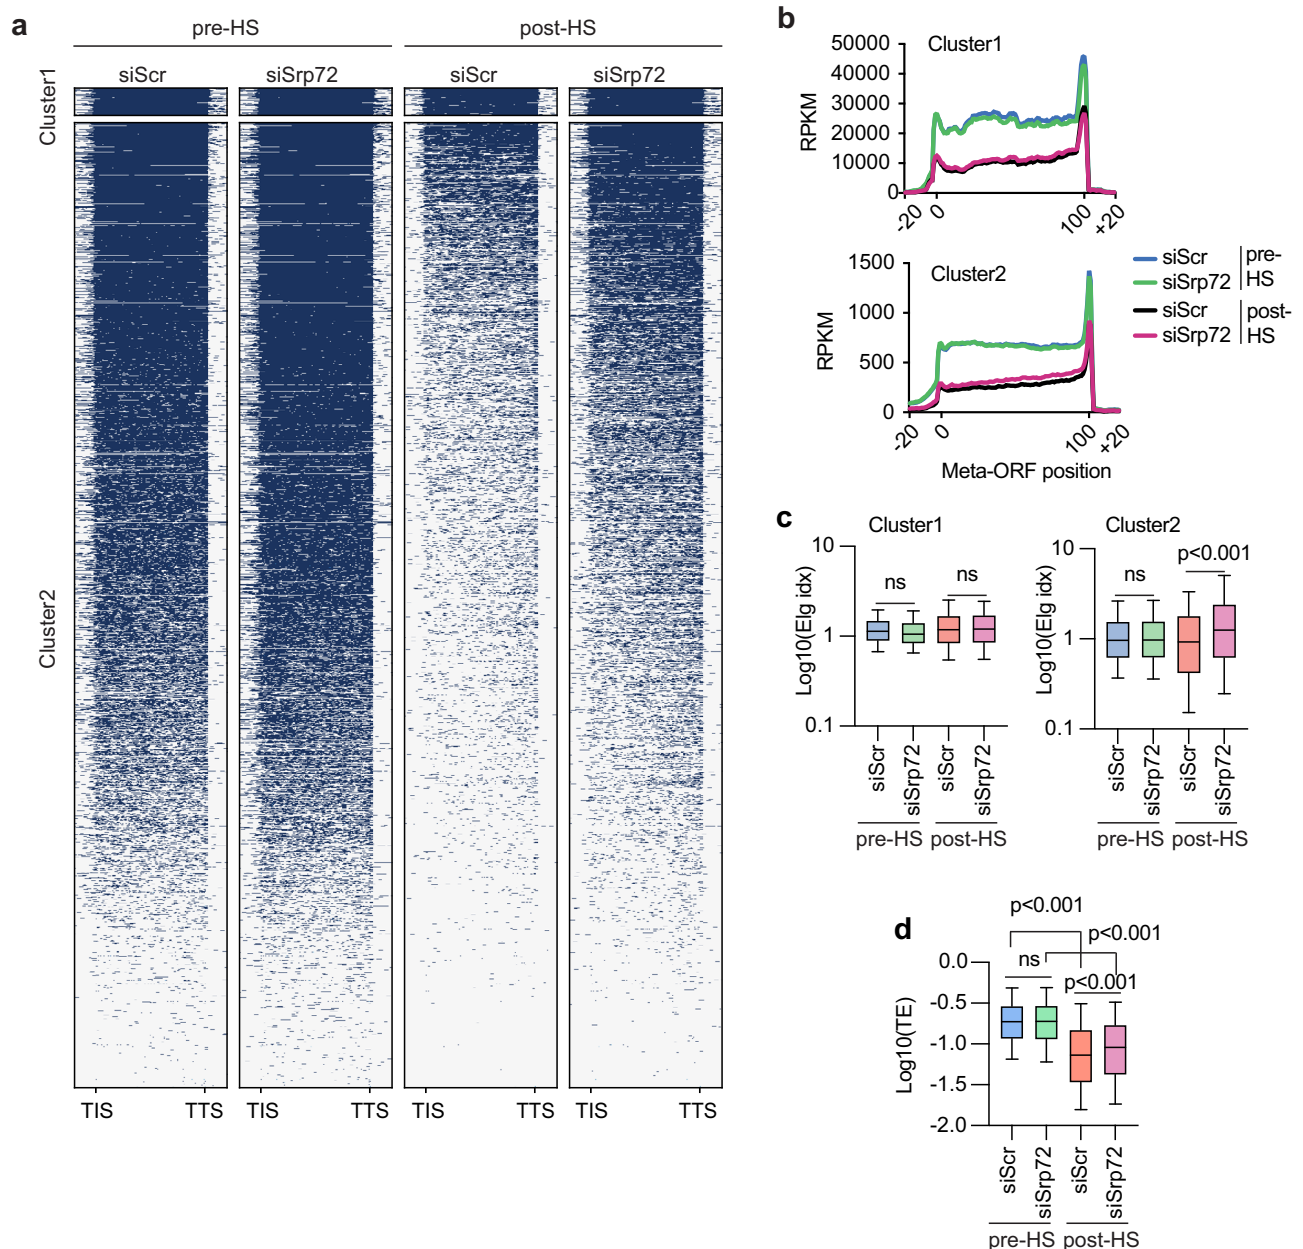 a
pre-HS
post-HS
siScr
siSrp72
siScr
siSrp72
Cluster1
Cluster2
TIS
TTS
TIS
TTS
TIS
TTS
TIS
TTS
b
Cluster1
RPKM
50000
40000
30000
20000
10000
0
-20
0
100
+20
Cluster2
RPKM
1500
1000
500
0
-20
0
100
+20
Meta-ORF position
siScr
siSrp72
pre-
HS
siScr
siSrp72
post-
HS
c
Cluster1
Log10(Elg idx)
10
1
0.1
ns
ns
siScr
siSrp72
siScr
siSrp72
pre-HS
post-HS
Cluster2
Log10(Elg idx)
10
1
0.1
ns
p<0.001
siScr
siSrp72
siScr
siSrp72
pre-HS
post-HS
d
p<0.001
p<0.001
ns
p<0.001
Log10(TE)
0.0
-0.5
-1.0
-1.5
-2.0
siScr
siSrp72
siScr
siSrp72
pre-HS
post-HS